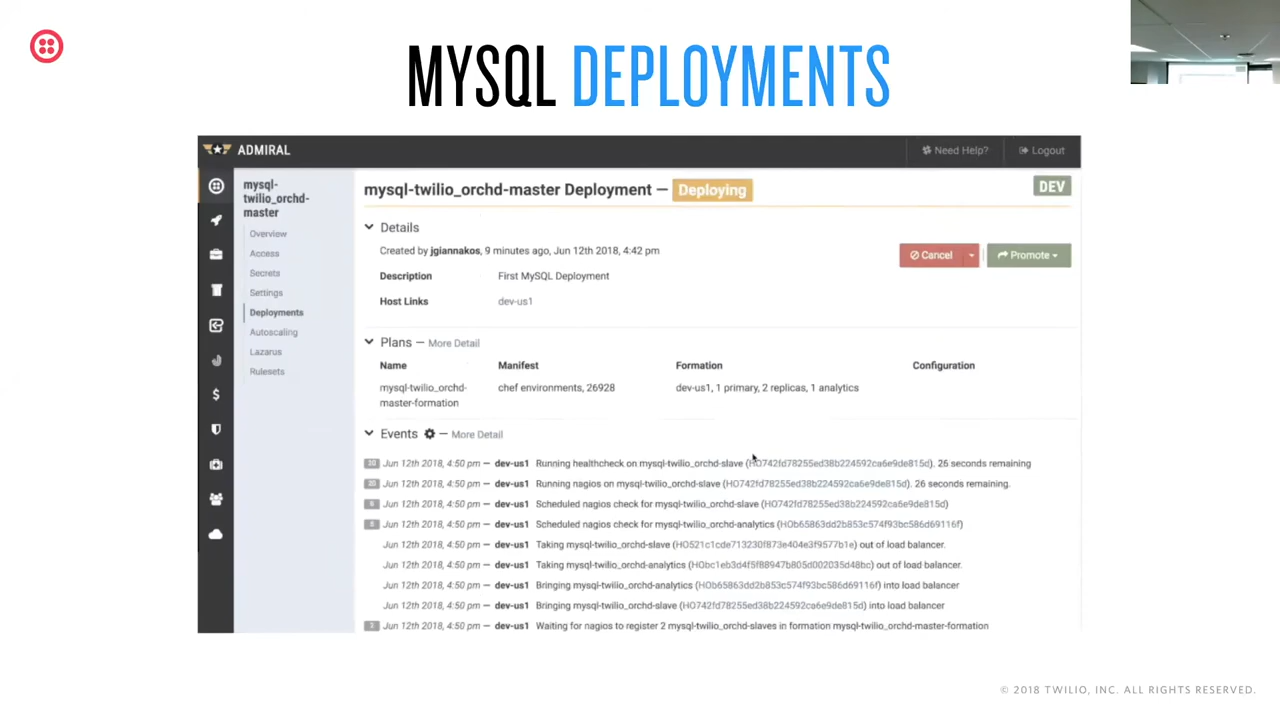 MYSQL DEPLOYMENTS
ADMIRAL
Need Help?
Logout
mysql-
twilio_orchd-
master
Overview
Access
Secrets
Settings
Deployments
Autoscaling
Lazarus
Rulesets
mysql-twilio_orchd-master Deployment — Deploying
DEV
Details
Created by jgiannakos, 9 minutes ago, Jun 12th 2018, 4:42 pm
Cancel
Promote
Description First MySQL Deployment
Host Links dev-us1
Plans — More Detail
Name Manifest Formation Configuration
mysql-twilio_orchd-
master-formation
chef environments, 26928
dev-us1, 1 primary, 2 replicas, 1 analytics
Events — More Detail
Jun 12th 2018, 4:50 pm — dev-us1 Running healthcheck on mysql-twilio_orchd-slave (HO742fd78255ed38b224592ca6e9de815d). 26 seconds remaining
Jun 12th 2018, 4:50 pm — dev-us1 Running nagios on mysql-twilio_orchd-slave (HO742fd78255ed38b224592ca6e9de815d). 26 seconds remaining.
Jun 12th 2018, 4:50 pm — dev-us1 Scheduled nagios check for mysql-twilio_orchd-slave (HO742fd78255ed38b224592ca6e9de815d)
Jun 12th 2018, 4:50 pm — dev-us1 Scheduled nagios check for mysql-twilio_orchd-analytics (HOb65863dd2b853c574f93bc586d69116f)
Jun 12th 2018, 4:50 pm — dev-us1 Taking mysql-twilio_orchd-slave (HO521c1cde713230f873e404e3f9577b1e) out of load balancer.
Jun 12th 2018, 4:50 pm — dev-us1 Taking mysql-twilio_orchd-analytics (HObc1eb3d4f5f88947b805d002035d48bc) out of load balancer.
Jun 12th 2018, 4:50 pm — dev-us1 Bringing mysql-twilio_orchd-analytics (HOb65863dd2b853c574f93bc586d69116f) into load balancer
Jun 12th 2018, 4:50 pm — dev-us1 Bringing mysql-twilio_orchd-slave (HO742fd78255ed38b224592ca6e9de815d) into load balancer
Jun 12th 2018, 4:50 pm — dev-us1 Waiting for nagios to register 2 mysql-twilio_orchd-slaves in formation mysql-twilio_orchd-master-formation
© 2018 TWILIO, INC. ALL RIGHTS RESERVED.